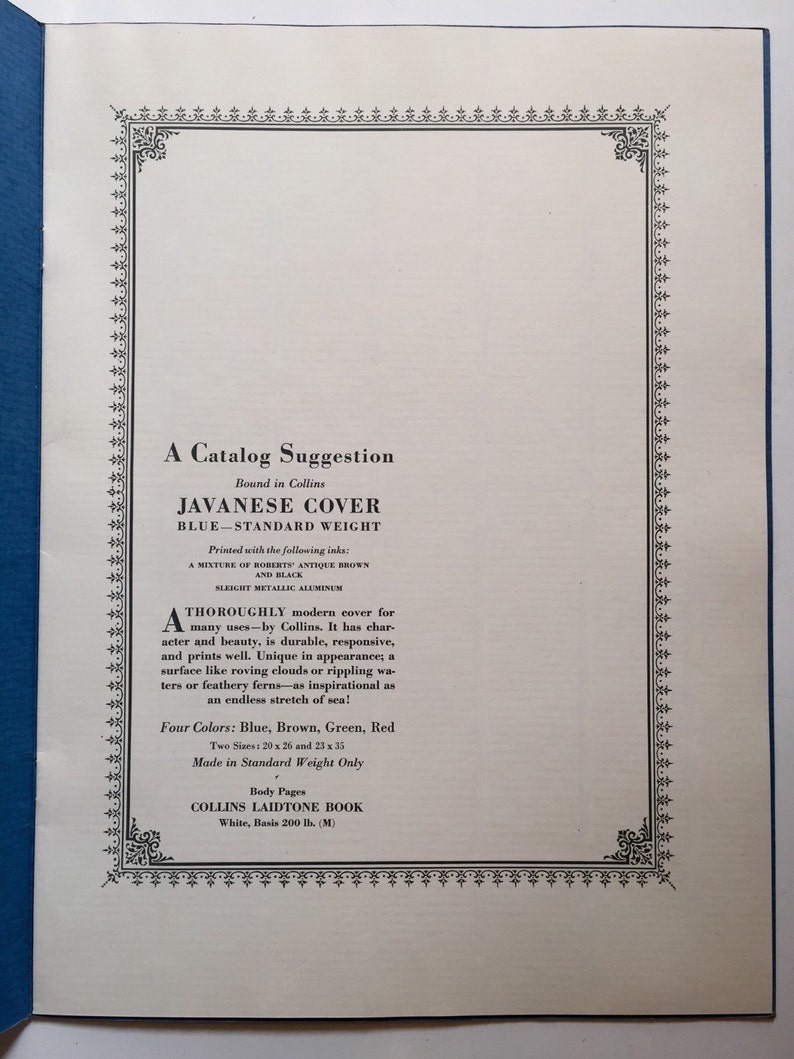 A Catalog Suggestion
Bound in Collins
JAVANESE COVER
BLUE—STANDARD WEIGHT
Printed with the following inks:
A MIXTURE OF ROBERTS' ANTIQUE BROWN
AND BLACK
SLEIGHT METALLIC ALUMINUM
A THOROUGHLY modern cover for
many uses—by Collins. It has char-
acter and beauty, is durable, responsive,
and prints well. Unique in appearance; a
surface like roving clouds or rippling wa-
ters or feathery ferns—as inspirational as
an endless stretch of sea!
Four Colors: Blue, Brown, Green, Red
Two Sizes: 20 x 26 and 23 x 35
Made in Standard Weight Only
Body Pages
COLLINS LAIDTONE BOOK
White, Basis 200 lb. (M)